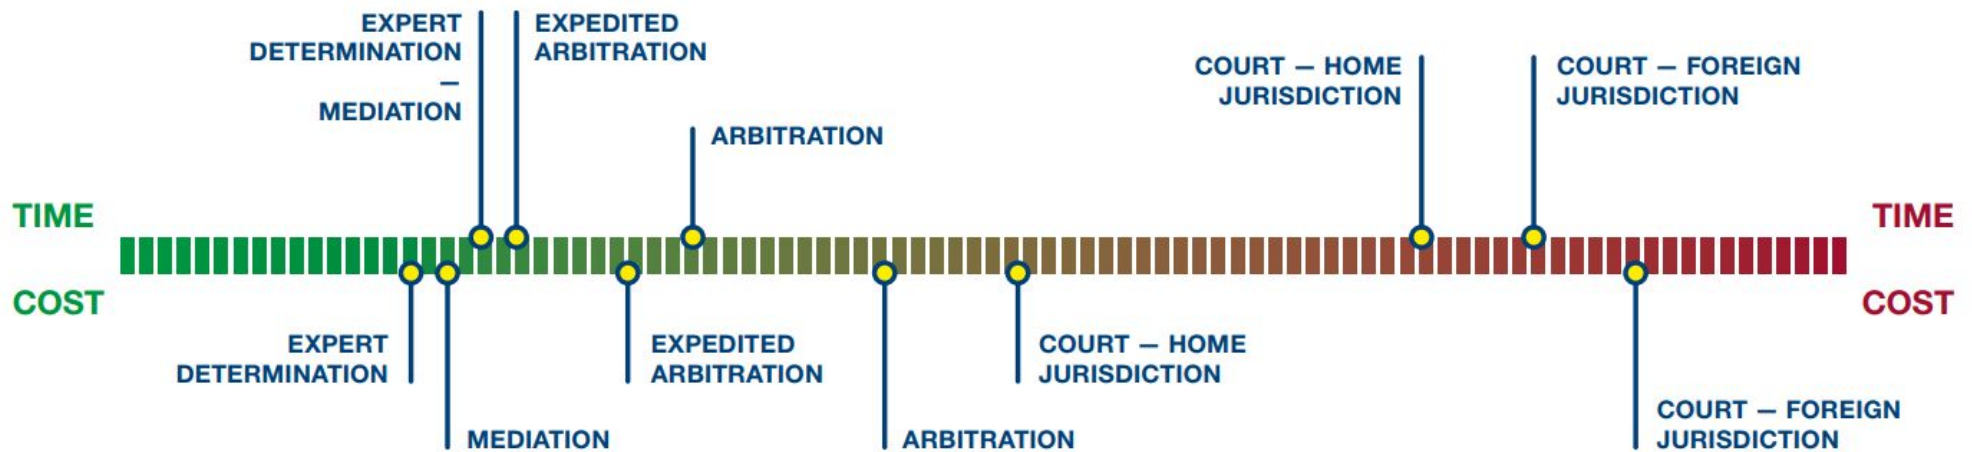 EXPERT
DETERMINATION
—
MEDIATION
EXPEDITED
ARBITRATION
ARBITRATION
COURT — HOME
JURISDICTION
COURT — FOREIGN
JURISDICTION
TIME
TIME
COST
COST
EXPERT
DETERMINATION
MEDIATION
EXPEDITED
ARBITRATION
ARBITRATION
COURT — HOME
JURISDICTION
COURT — FOREIGN
JURISDICTION